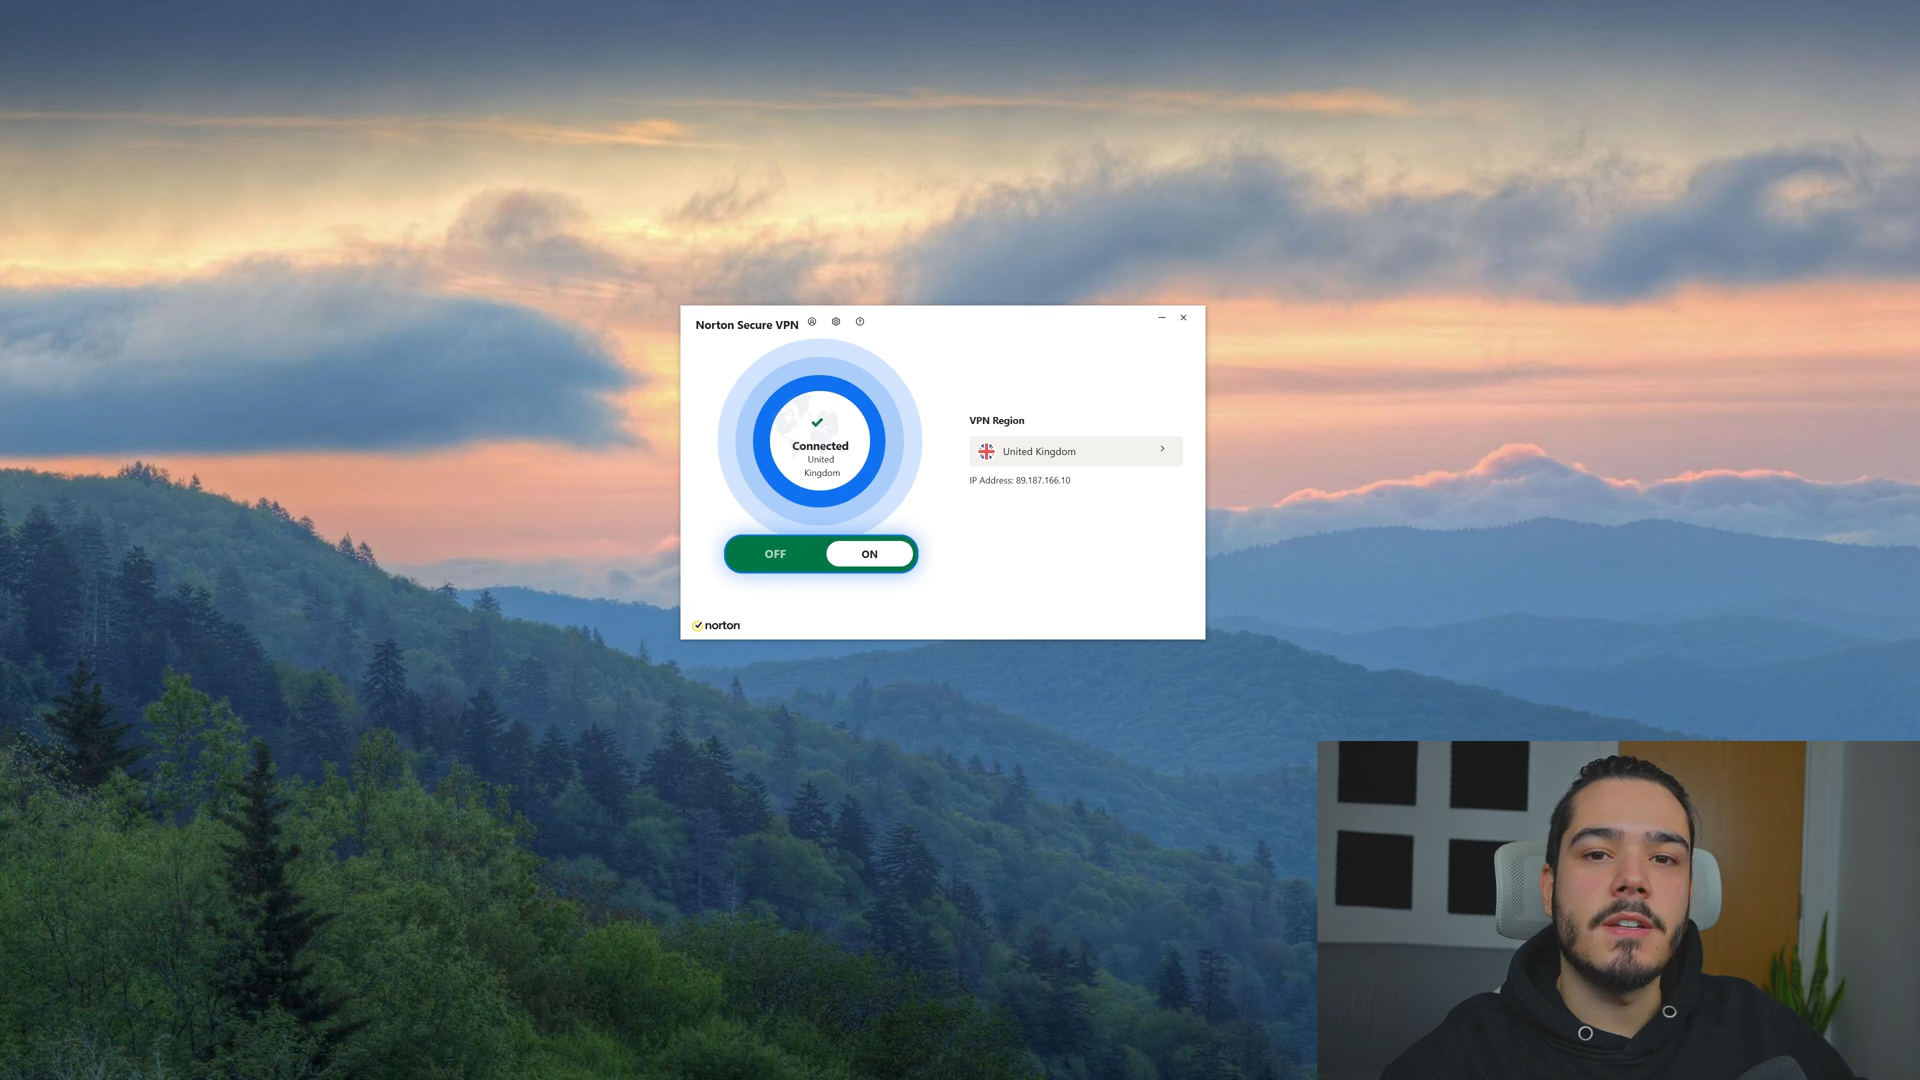 Norton Secure VPN
Connected
United
Kingdom
OFF
ON
VPN Region
United Kingdom
IP Address: 89.187.166.10
norton